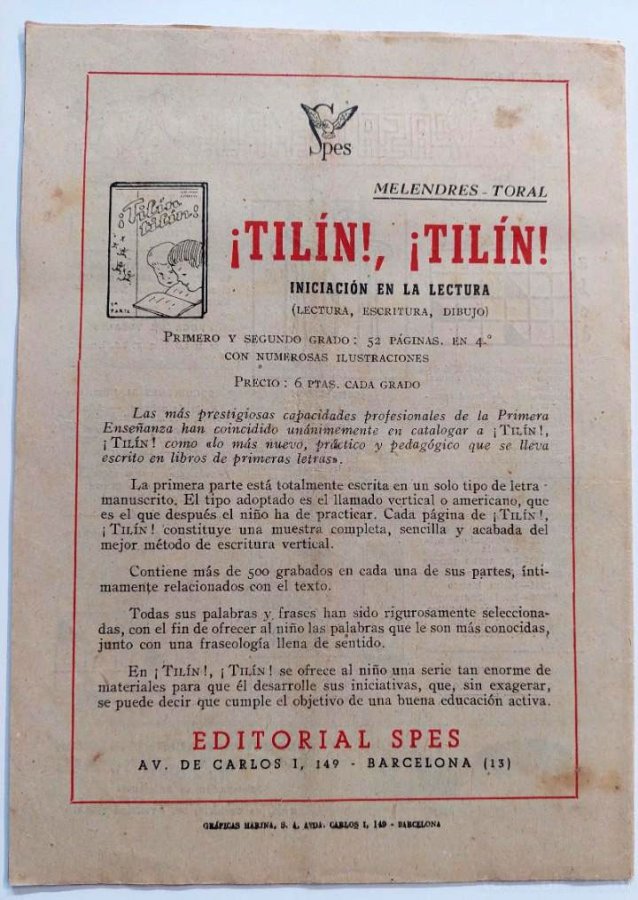 Spes
MELENDRES - TORAL
¡Tilín
tilín!
¡TILÍN!, ¡TILÍN!
INICIACIÓN EN LA LECTURA
(LECTURA, ESCRITURA, DIBUJO)
PRIMERO Y SEGUNDO GRADO: 52 PÁGINAS. EN 4.º
CON NUMEROSAS ILUSTRACIONES
PRECIO: 6 PTAS. CADA GRADO
Las más prestigiosas capacidades profesionales de la Primera
Enseñanza han coincidido unánimemente en catalogar a ¡TILÍN!,
¡TILÍN! como «lo más nuevo, práctico y pedagógico que se lleva
escrito en libros de primeras letras».
La primera parte está totalmente escrita en un solo tipo de letra
manuscrito. El tipo adoptado es el llamado vertical o americano, que
es el que después el niño ha de practicar. Cada página de ¡TILÍN!,
¡TILÍN! constituye una muestra completa, sencilla y acabada del
mejor método de escritura vertical.
Contiene más de 500 grabados en cada una de sus partes, ínti-
mamente relacionados con el texto.
Todas sus palabras y frases han sido rigurosamente selecciona-
das, con el fin de ofrecer al niño las palabras que le son más conocidas,
junto con una fraseología llena de sentido.
En ¡TILÍN!, ¡TILÍN! se ofrece al niño una serie tan enorme de
materiales para que él desarrolle sus iniciativas, que, sin exagerar,
se puede decir que cumple el objetivo de una buena educación activa.
EDITORIAL SPES
AV. DE CARLOS I, 149 - BARCELONA (13)
GRÁFICAS MARINA, S. A. AVDA. CARLOS I, 149 - BARCELONA